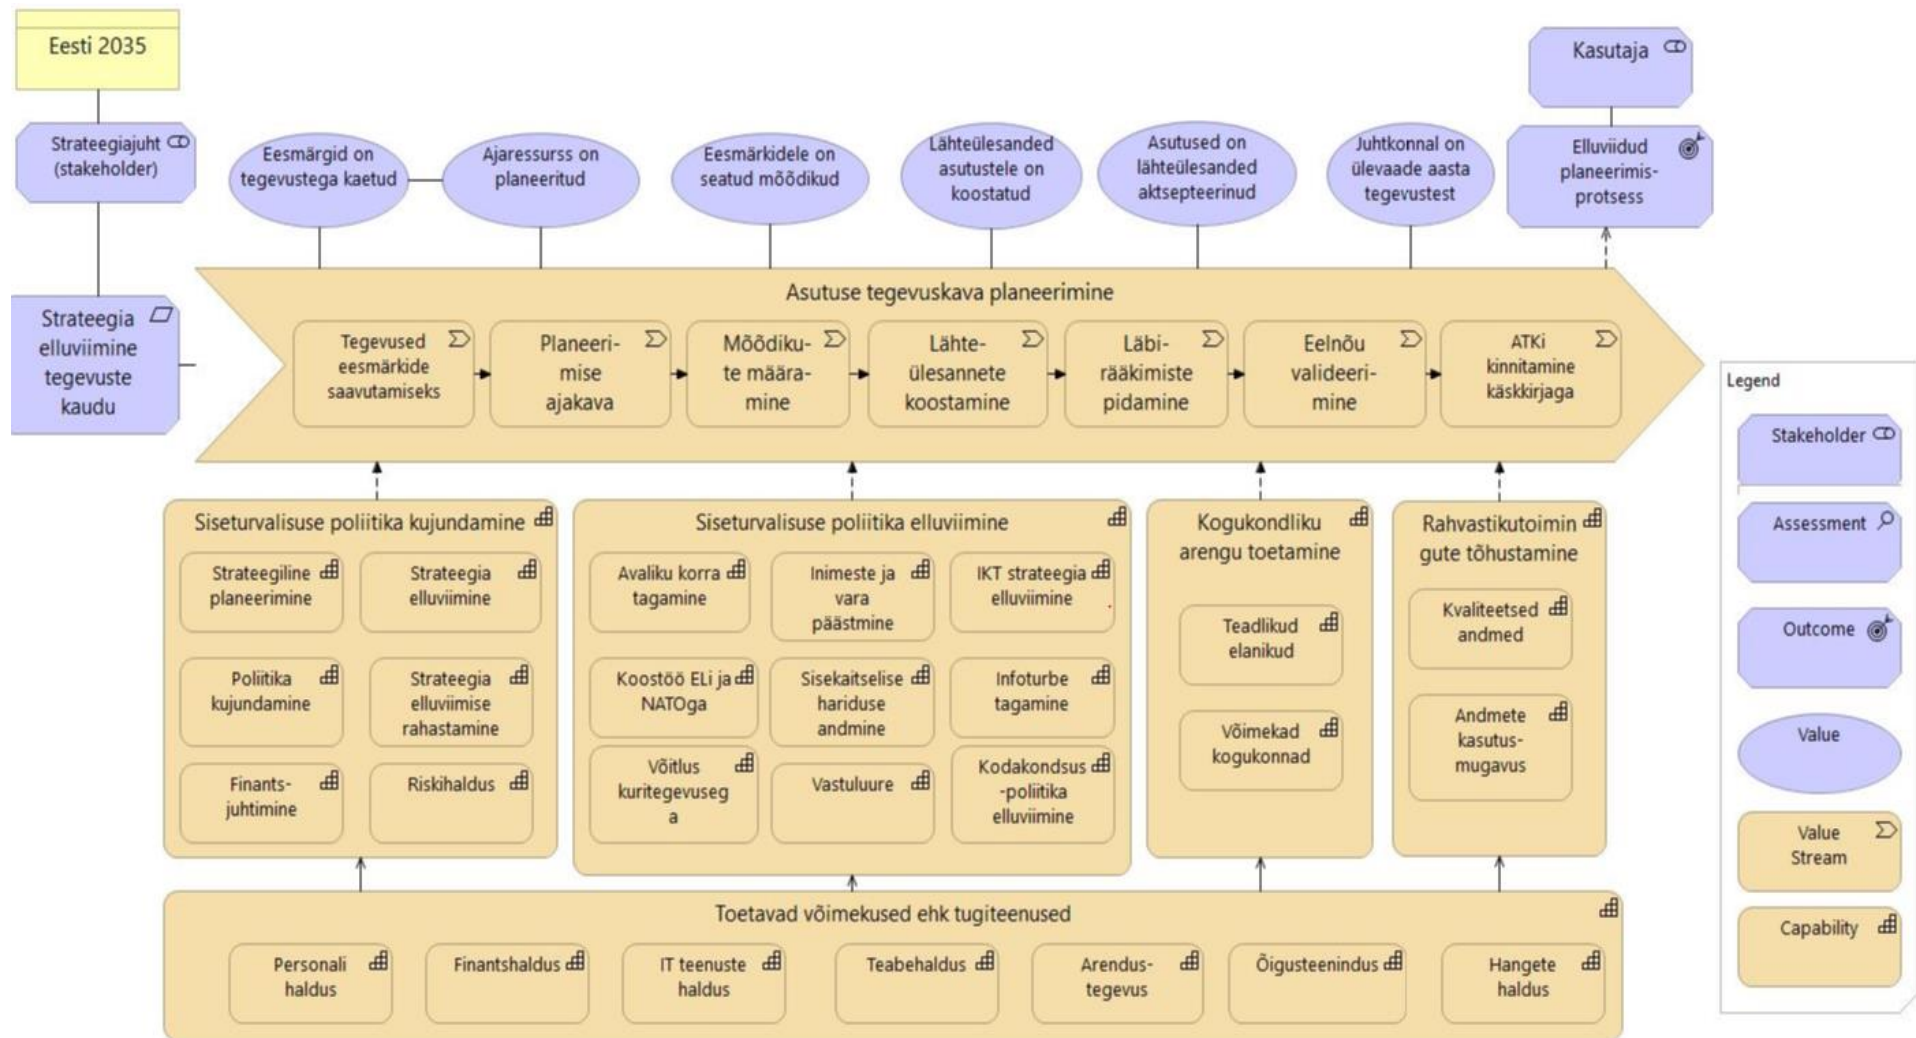 Eesti 2035
Strateegiajuht
(stakeholder)
Strateegia
elluviimine
tegevuste
kaudu
Eesmärgid on
tegevustega kaetud
Ajaressurss on
planeeritud
Eesmärkidele on
seatud mõõdikud
Lähteülesanded
asutustele on
koostatud
Asutused on
lähteülesanded
aktsepteerinud
Juhtkonnal on
ülevaade aasta
tegevustest
Kasutaja
Elluviidud
planeerimis-
protsess
Asutuse tegevuskava planeerimine
Tegevused
eesmärkide
saavutamiseks
Planeeri-
mise
ajakava
Mõõdiku-
te määra-
mine
Lähte-
ülesannete
koostamine
Läbi-
rääkimiste
pidamine
Eelnõu
valideeri-
mine
ATKi
kinnitamine
käskkirjaga
Siseturvalisuse poliitika kujundamine
Strateegiline
planeerimine
Strateegia
elluviimine
Poliitika
kujundamine
Strateegia
elluviimise
rahastamine
Finants-
juhtimine
Riskihaldus
Siseturvalisuse poliitika elluviimine
Avaliku korra
tagamine
Inimeste ja
vara
päästmine
IKT strateegia
elluviimine
Koostöö ELi ja
NATOga
Sisekaitselise
hariduse
andmine
Infoturbe
tagamine
Võitlus
kuritegevuseg
a
Vastuluure
Kodakondsus
-poliitika
elluviimine
Kogukondliku
arengu toetamine
Teadlikud
elanikud
Võimekad
kogukonnad
Rahvastikutoimin
gute tõhustamine
Kvaliteetsed
andmed
Andmete
kasutus-
mugavus
Toetavad võimekused ehk tugiteenused
Personali
haldus
Finantshaldus
IT teenuste
haldus
Teabehaldus
Arendus-
tegevus
Õigusteenindus
Hangete
haldus
Legend
Stakeholder
Assessment
Outcome
Value
Value
Stream
Capability